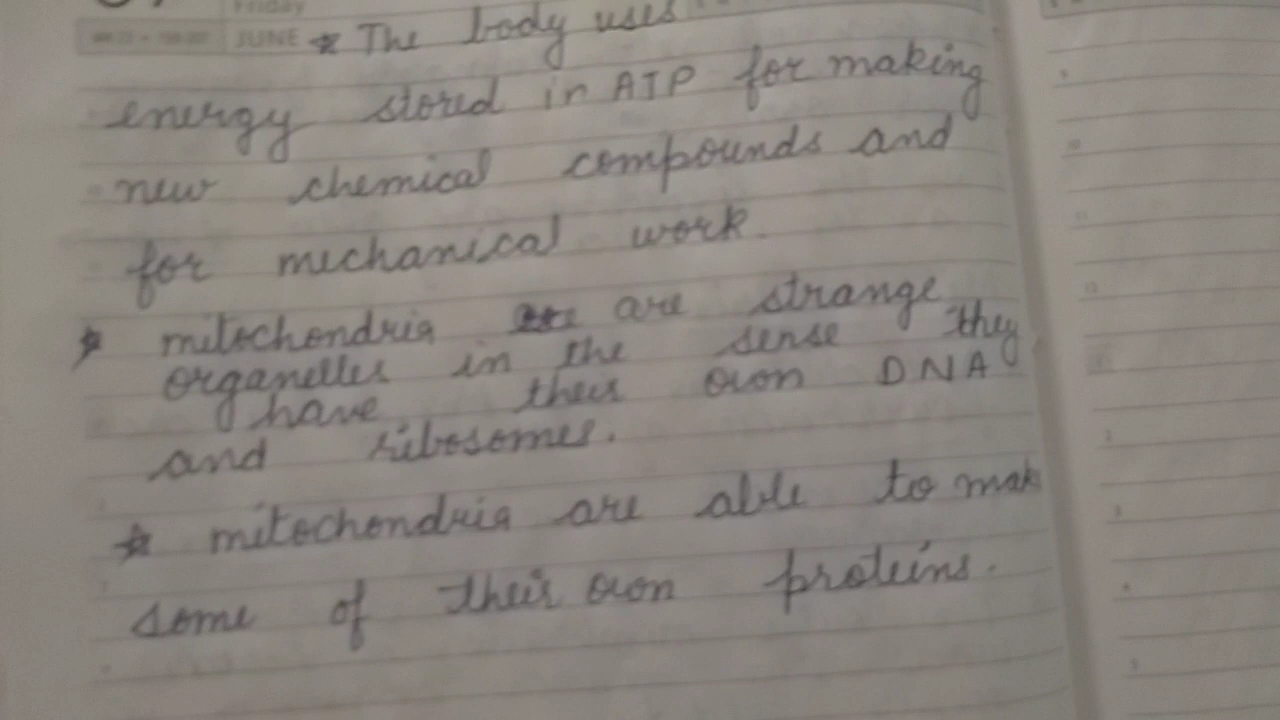 Friday
JUNE * The body uses
energy stored in ATP for making
new chemical compounds and
for mechanical work.
* mitochondria are strange
organelles in the sense they
have their own DNA
and ribosomes.
* mitochondria are able to mak
some of their own proteins.